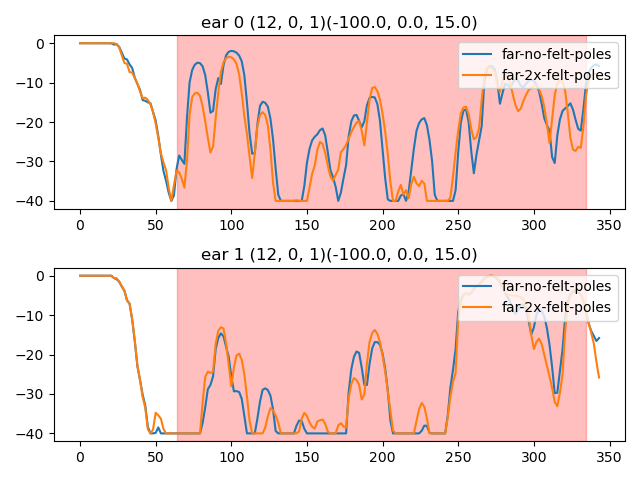 ear 0 (12, 0, 1)(-100.0, 0.0, 15.0)
0
−10
−20
−30
−40
far-no-felt-poles
far-2x-felt-poles
0 50 100 150 200 250 300 350
ear 1 (12, 0, 1)(-100.0, 0.0, 15.0)
0
−10
−20
−30
−40
far-no-felt-poles
far-2x-felt-poles
0 50 100 150 200 250 300 350